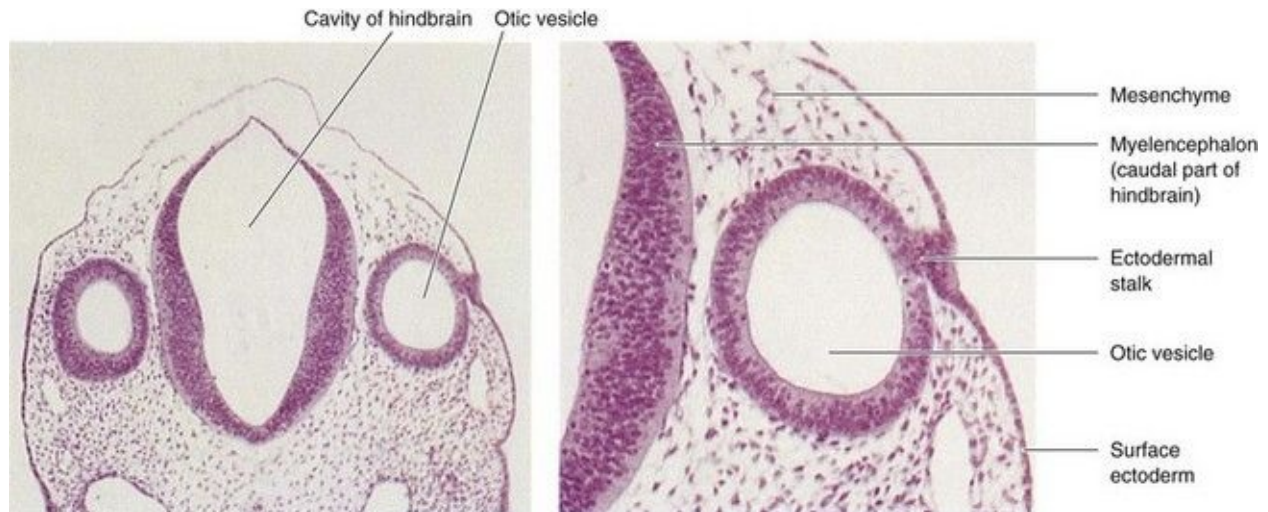 Cavity of hindbrain
Otic vesicle
Mesenchyme
Myelencephalon
(caudal part of
hindbrain)
Ectodermal
stalk
Otic vesicle
Surface
ectoderm